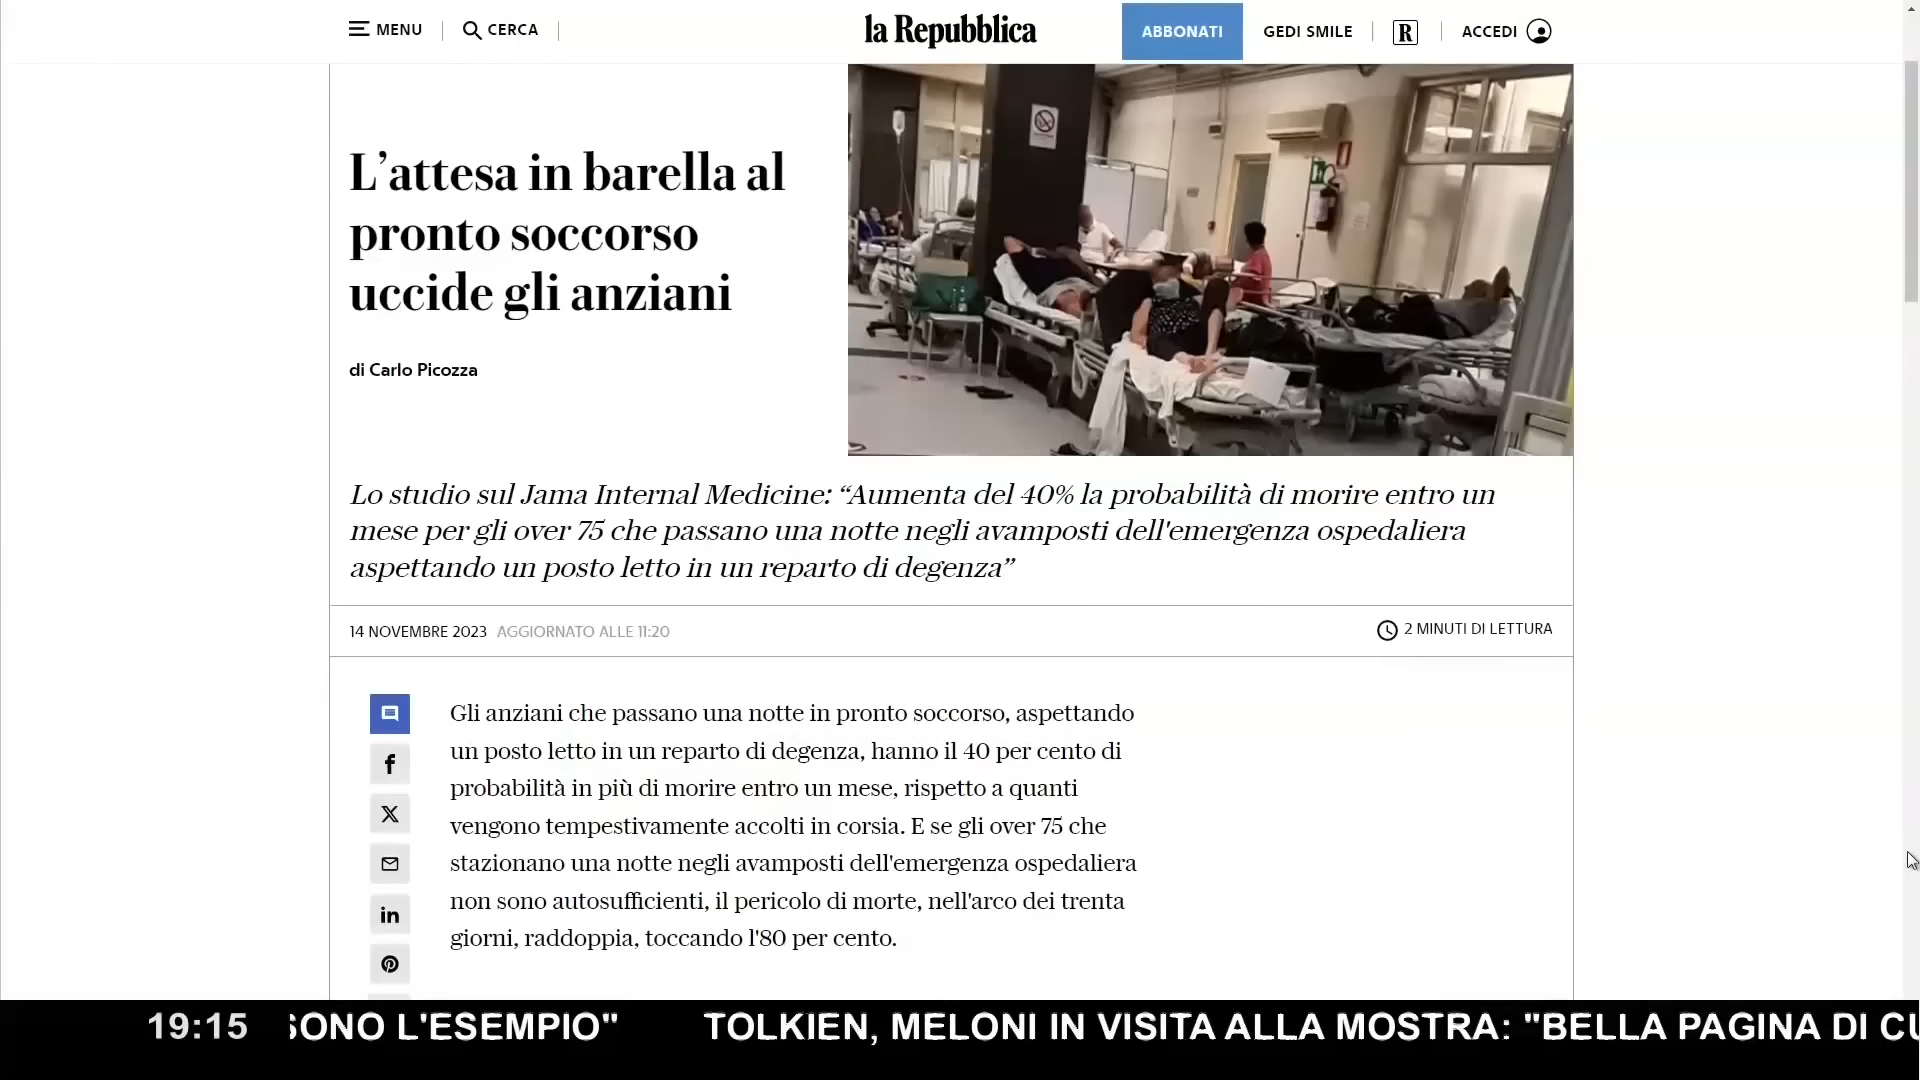 MENU
CERCA
la Repubblica
ABBONATI
GEDI SMILE
R
ACCEDI
L’attesa in barella al
pronto soccorso
uccide gli anziani
di Carlo Picozza
Lo studio sul Jama Internal Medicine: “Aumenta del 40% la probabilità di morire entro un
mese per gli over 75 che passano una notte negli avamposti dell'emergenza ospedaliera
aspettando un posto letto in un reparto di degenza”
14 NOVEMBRE 2023 AGGIORNATO ALLE 11:20
2 MINUTI DI LETTURA
Gli anziani che passano una notte in pronto soccorso, aspettando
un posto letto in un reparto di degenza, hanno il 40 per cento di
probabilità in più di morire entro un mese, rispetto a quanti
vengono tempestivamente accolti in corsia. E se gli over 75 che
stazionano una notte negli avamposti dell'emergenza ospedaliera
non sono autosufficienti, il pericolo di morte, nell'arco dei trenta
giorni, raddoppia, toccando l'80 per cento.
19:15 SONO L'ESEMPIO" TOLKIEN, MELONI IN VISITA ALLA MOSTRA: "BELLA PAGINA DI CU